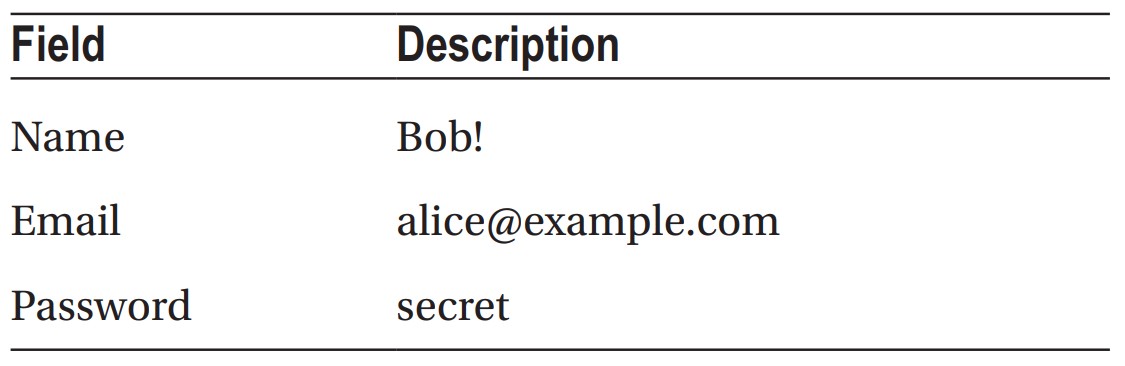 Field Description
Name Bob!
Email alice@example.com
Password secret